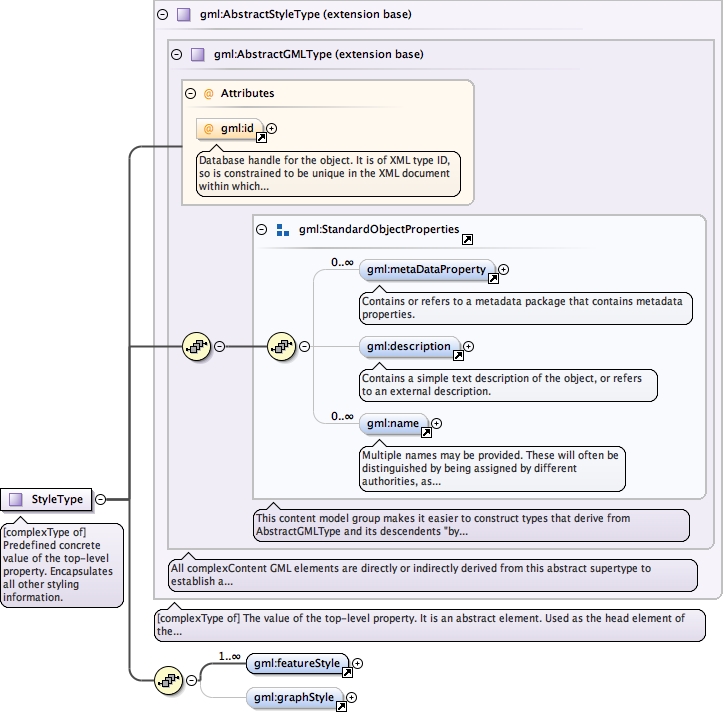 gml:AbstractStyleType (extension base)
gml:AbstractGMLType (extension base)
@ Attributes
@ gml:id
Database handle for the object. It is of XML type ID,
so is constrained to be unique in the XML document
within which...
gml:StandardObjectProperties
0..∞
gml:metaDataProperty
Contains or refers to a metadata package that contains metadata
properties.
gml:description
Contains a simple text description of the object, or refers
to an external description.
0..∞
gml:name
Multiple names may be provided. These will often be
distinguished by being assigned by different
authorities, as...
This content model group makes it easier to construct types that derive from
AbstractGMLType and its descendents "by...
All complexContent GML elements are directly or indirectly derived from this abstract supertype to
establish a...
[complexType of] The value of the top-level property. It is an abstract element. Used as the head element of
the...
StyleType
[complexType of]
Predefined concrete
value of the top-level
property. Encapsulates
all other styling
information.
1..∞
gml:featureStyle
gml:graphStyle